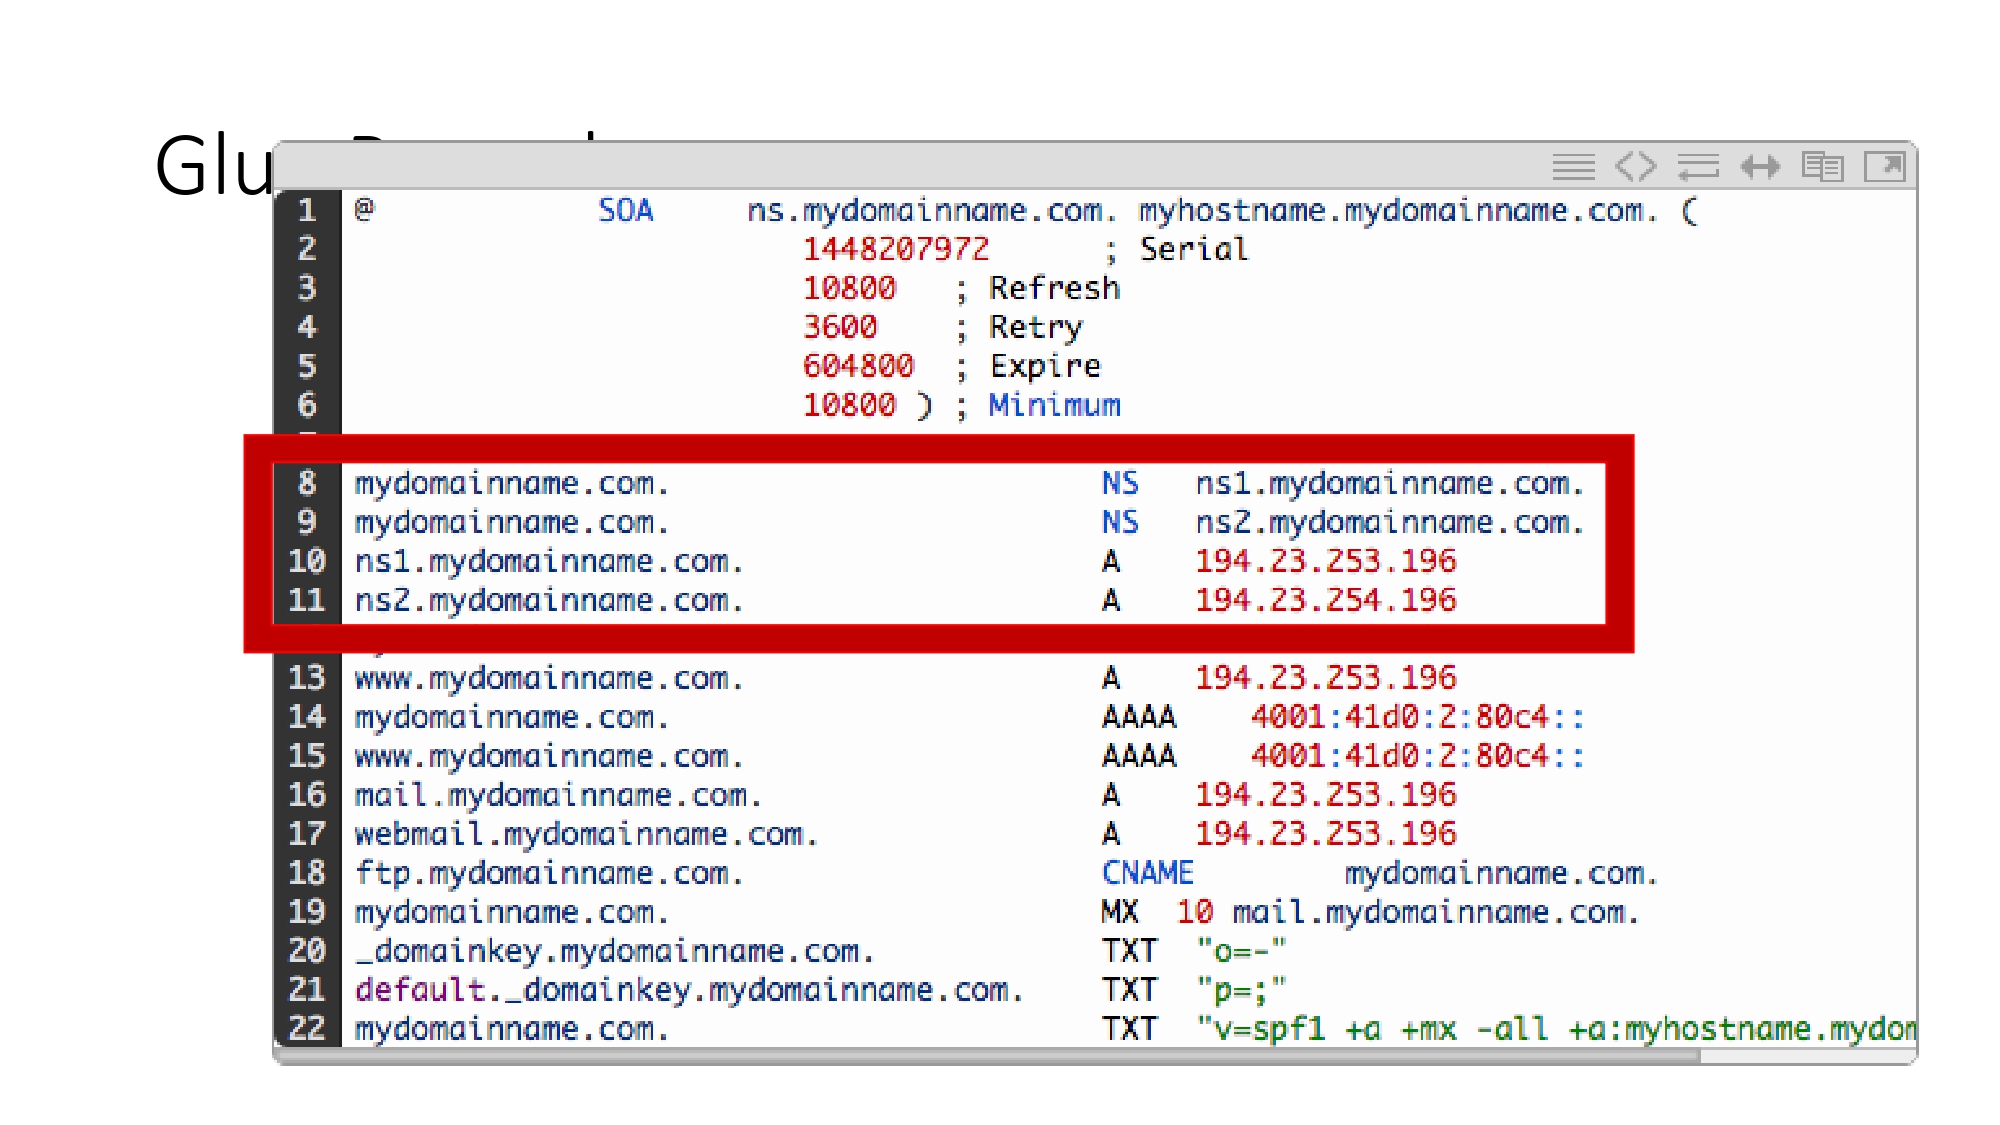 Glu
1 @ SOA ns.mydomainname.com. myhostname.mydomainname.com. (
2 1448207972 ; Serial
3 10800 ; Refresh
4 3600 ; Retry
5 604800 ; Expire
6 10800 ) ; Minimum
8 mydomainname.com. NS ns1.mydomainname.com.
9 mydomainname.com. NS ns2.mydomainname.com.
10 ns1.mydomainname.com. A 194.23.253.196
11 ns2.mydomainname.com. A 194.23.254.196
13 www.mydomainname.com. A 194.23.253.196
14 mydomainname.com. AAAA 4001:41d0:2:80c4::
15 www.mydomainname.com. AAAA 4001:41d0:2:80c4::
16 mail.mydomainname.com. A 194.23.253.196
17 webmail.mydomainname.com. A 194.23.253.196
18 ftp.mydomainname.com. CNAME mydomainname.com.
19 mydomainname.com. MX 10 mail.mydomainname.com.
20 _domainkey.mydomainname.com. TXT "o=-"
21 default._domainkey.mydomainname.com. TXT "p=;"
22 mydomainname.com. TXT "v=spf1 +a +mx -all +a:myhostname.mydom